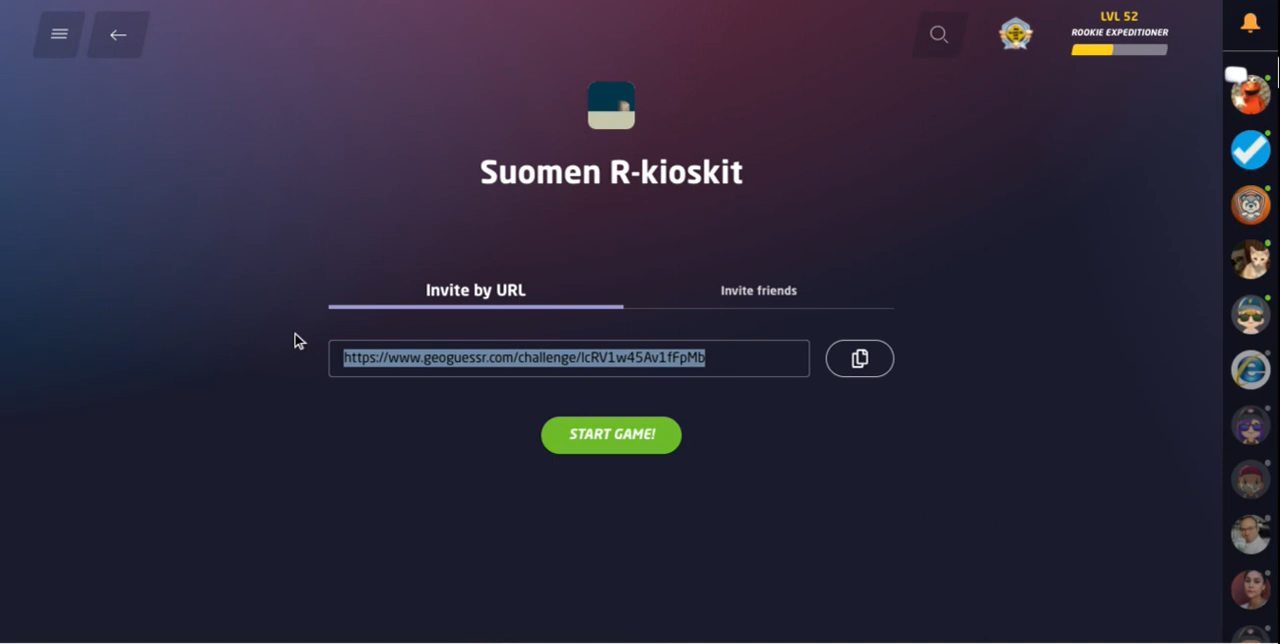 LVL 52
ROOKIE EXPEDITIONER
Suomen R-kioskit
Invite by URL
Invite friends
https://www.geoguessr.com/challenge/lcRV1w45Av1fFpMb
START GAME!